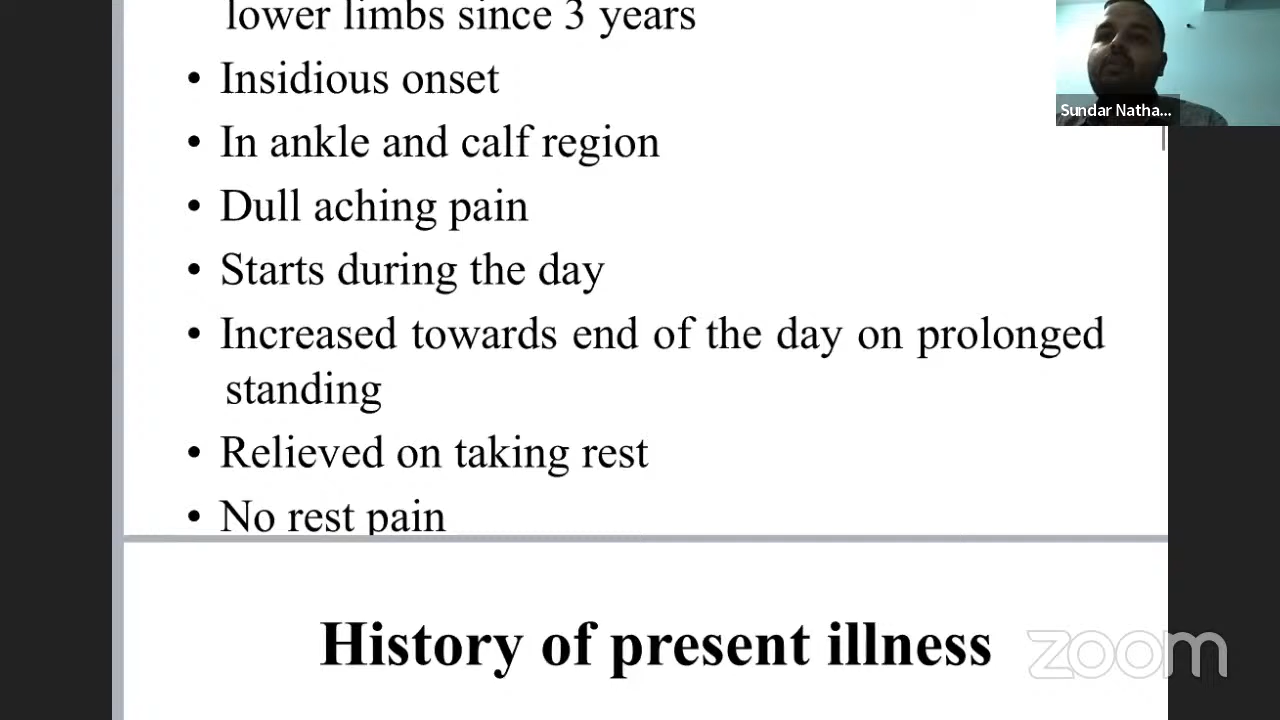 lower limbs since 3 years
• Insidious onset
• In ankle and calf region
• Dull aching pain
• Starts during the day
• Increased towards end of the day on prolonged
standing
• Relieved on taking rest
• No rest pain
History of present illness
Sundar Natha...
zoom